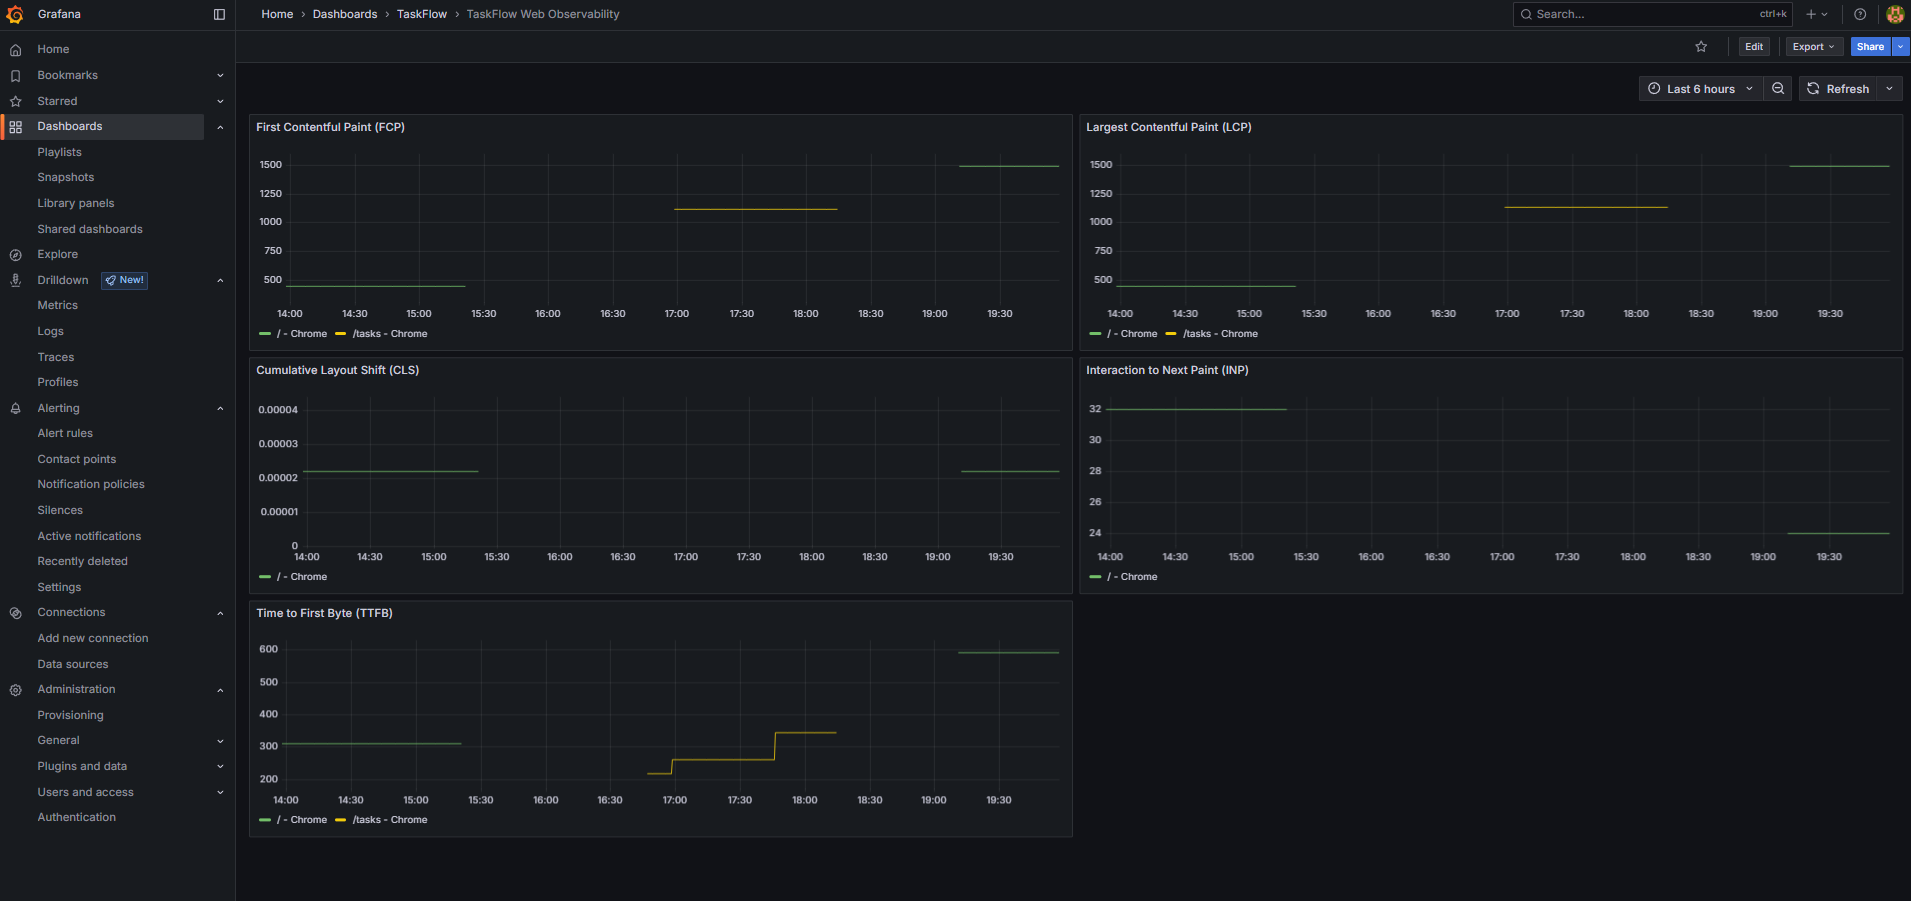 Grafana
Home › Dashboards › TaskFlow › TaskFlow Web Observability
Search... ctrl+k
Edit Export Share
Last 6 hours Refresh
Home
Bookmarks
Starred
Dashboards
Playlists
Snapshots
Library panels
Shared dashboards
Explore
Drilldown New!
Metrics
Logs
Traces
Profiles
Alerting
Alert rules
Contact points
Notification policies
Silences
Active notifications
Recently deleted
Settings
Connections
Add new connection
Data sources
Administration
Provisioning
General
Plugins and data
Users and access
Authentication
First Contentful Paint (FCP)
1500
1250
1000
750
500
14:00 14:30 15:00 15:30 16:00 16:30 17:00 17:30 18:00 18:30 19:00 19:30
/ - Chrome /tasks - Chrome
Largest Contentful Paint (LCP)
1500
1250
1000
750
500
14:00 14:30 15:00 15:30 16:00 16:30 17:00 17:30 18:00 18:30 19:00 19:30
/ - Chrome /tasks - Chrome
Cumulative Layout Shift (CLS)
0.00004
0.00003
0.00002
0.00001
0
14:00 14:30 15:00 15:30 16:00 16:30 17:00 17:30 18:00 18:30 19:00 19:30
/ - Chrome
Interaction to Next Paint (INP)
32
30
28
26
24
14:00 14:30 15:00 15:30 16:00 16:30 17:00 17:30 18:00 18:30 19:00 19:30
/ - Chrome
Time to First Byte (TTFB)
600
500
400
300
200
14:00 14:30 15:00 15:30 16:00 16:30 17:00 17:30 18:00 18:30 19:00 19:30
/ - Chrome /tasks - Chrome